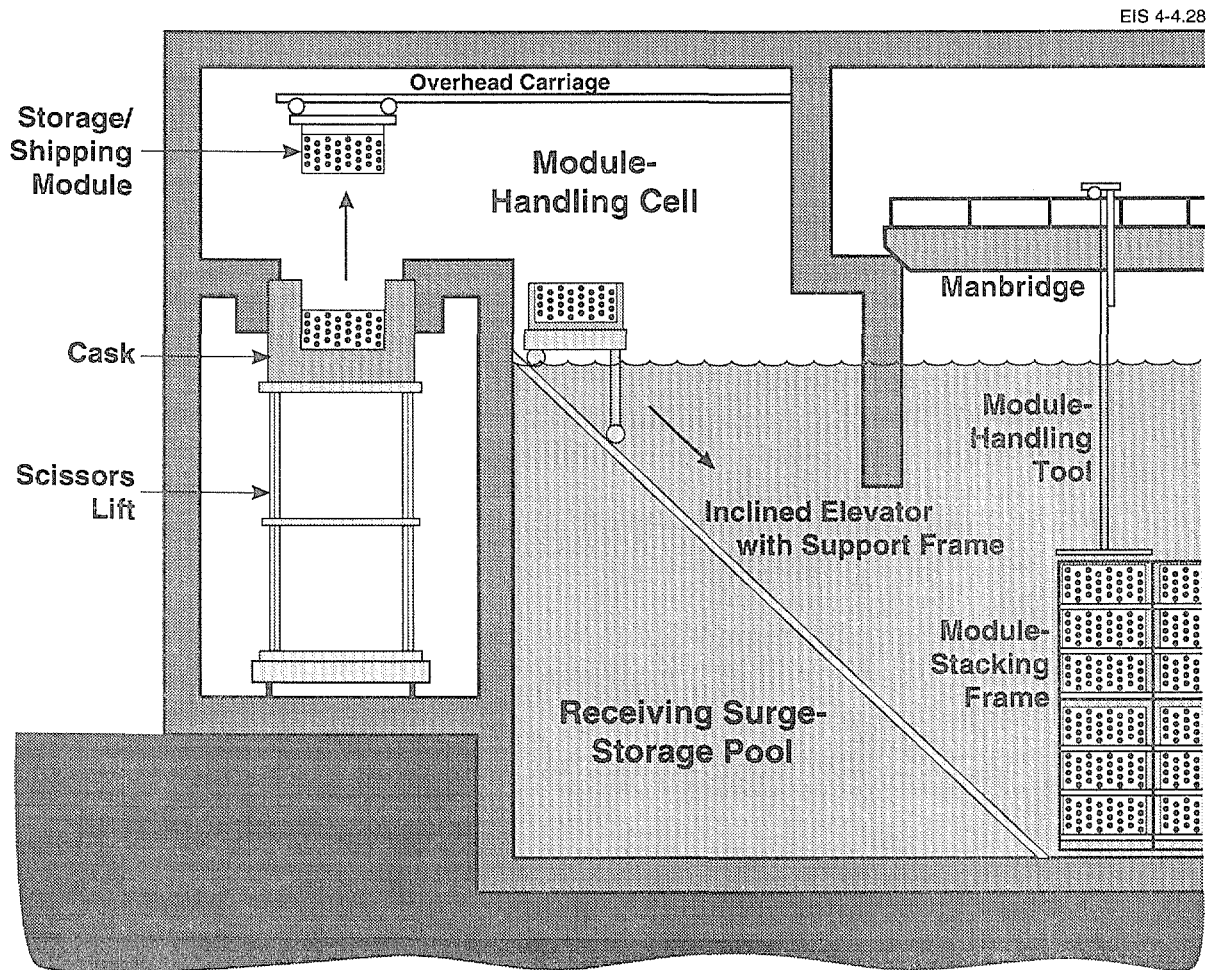 EIS 4-4.28
Overhead Carriage
Storage/
Shipping
Module
Module-
Handling Cell
Manbridge
Cask
Module-
Handling
Tool
Scissors
Lift
Inclined Elevator
with Support Frame
Module-
Stacking
Frame
Receiving Surge-
Storage Pool